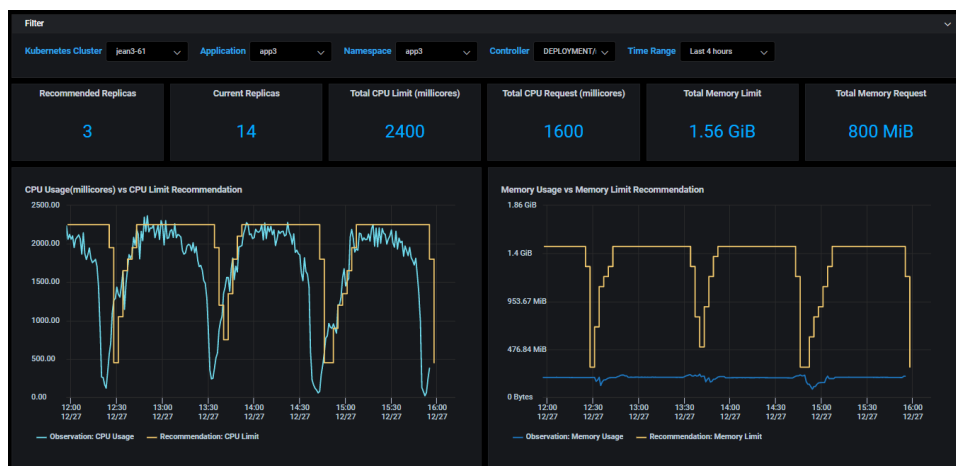 Filter
Kubernetes Cluster jean3-61 Application app3 Namespace app3 Controller DEPLOYMENT/ Time Range Last 4 hours
Recommended Replicas Current Replicas Total CPU Limit (millicores) Total CPU Request (millicores) Total Memory Limit Total Memory Request
3 14 2400 1600 1.56 GiB 800 MiB
CPU Usage(millicores) vs CPU Limit Recommendation
2500.00
2000.00
1500.00
1000.00
500.00
0.00
12:00 12:30 13:00 13:30 14:00 14:30 15:00 15:30 16:00
12/27 12/27 12/27 12/27 12/27 12/27 12/27 12/27 12/27
Observation: CPU Usage Recommendation: CPU Limit
Memory Usage vs Memory Limit Recommendation
1.86 GiB
1.4 GiB
953.67 MiB
476.84 MiB
0 Bytes
12:00 12:30 13:00 13:30 14:00 14:30 15:00 15:30 16:00
12/27 12/27 12/27 12/27 12/27 12/27 12/27 12/27 12/27
Observation: Memory Usage Recommendation: Memory Limit